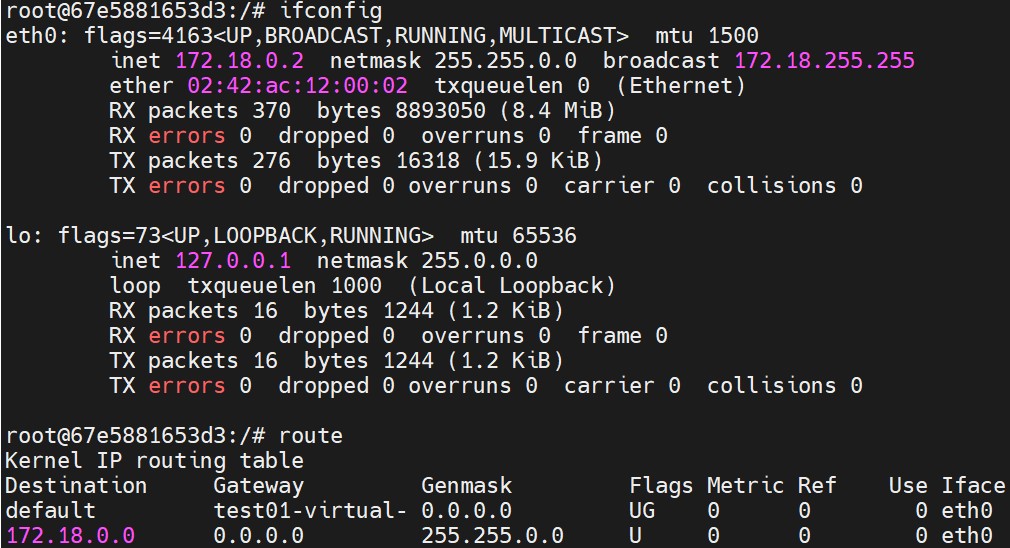 root@67e5881653d3:/# ifconfig
eth0: flags=4163<UP,BROADCAST,RUNNING,MULTICAST>  mtu 1500
        inet 172.18.0.2  netmask 255.255.0.0  broadcast 172.18.255.255
        ether 02:42:ac:12:00:02  txqueuelen 0  (Ethernet)
        RX packets 370  bytes 8893050 (8.4 MiB)
        RX errors 0  dropped 0  overruns 0  frame 0
        TX packets 276  bytes 16318 (15.9 KiB)
        TX errors 0  dropped 0 overruns 0  carrier 0  collisions 0
lo: flags=73<UP,LOOPBACK,RUNNING>  mtu 65536
        inet 127.0.0.1  netmask 255.0.0.0
        loop  txqueuelen 1000  (Local Loopback)
        RX packets 16  bytes 1244 (1.2 KiB)
        RX errors 0  dropped 0  overruns 0  frame 0
        TX packets 16  bytes 1244 (1.2 KiB)
        TX errors 0  dropped 0 overruns 0  carrier 0  collisions 0
root@67e5881653d3:/# route
Kernel IP routing table
Destination     Gateway         Genmask         Flags Metric Ref    Use Iface
default         test01-virtual- 0.0.0.0         UG    0      0        0 eth0
172.18.0.0      0.0.0.0         255.255.0.0     U     0      0        0 eth0